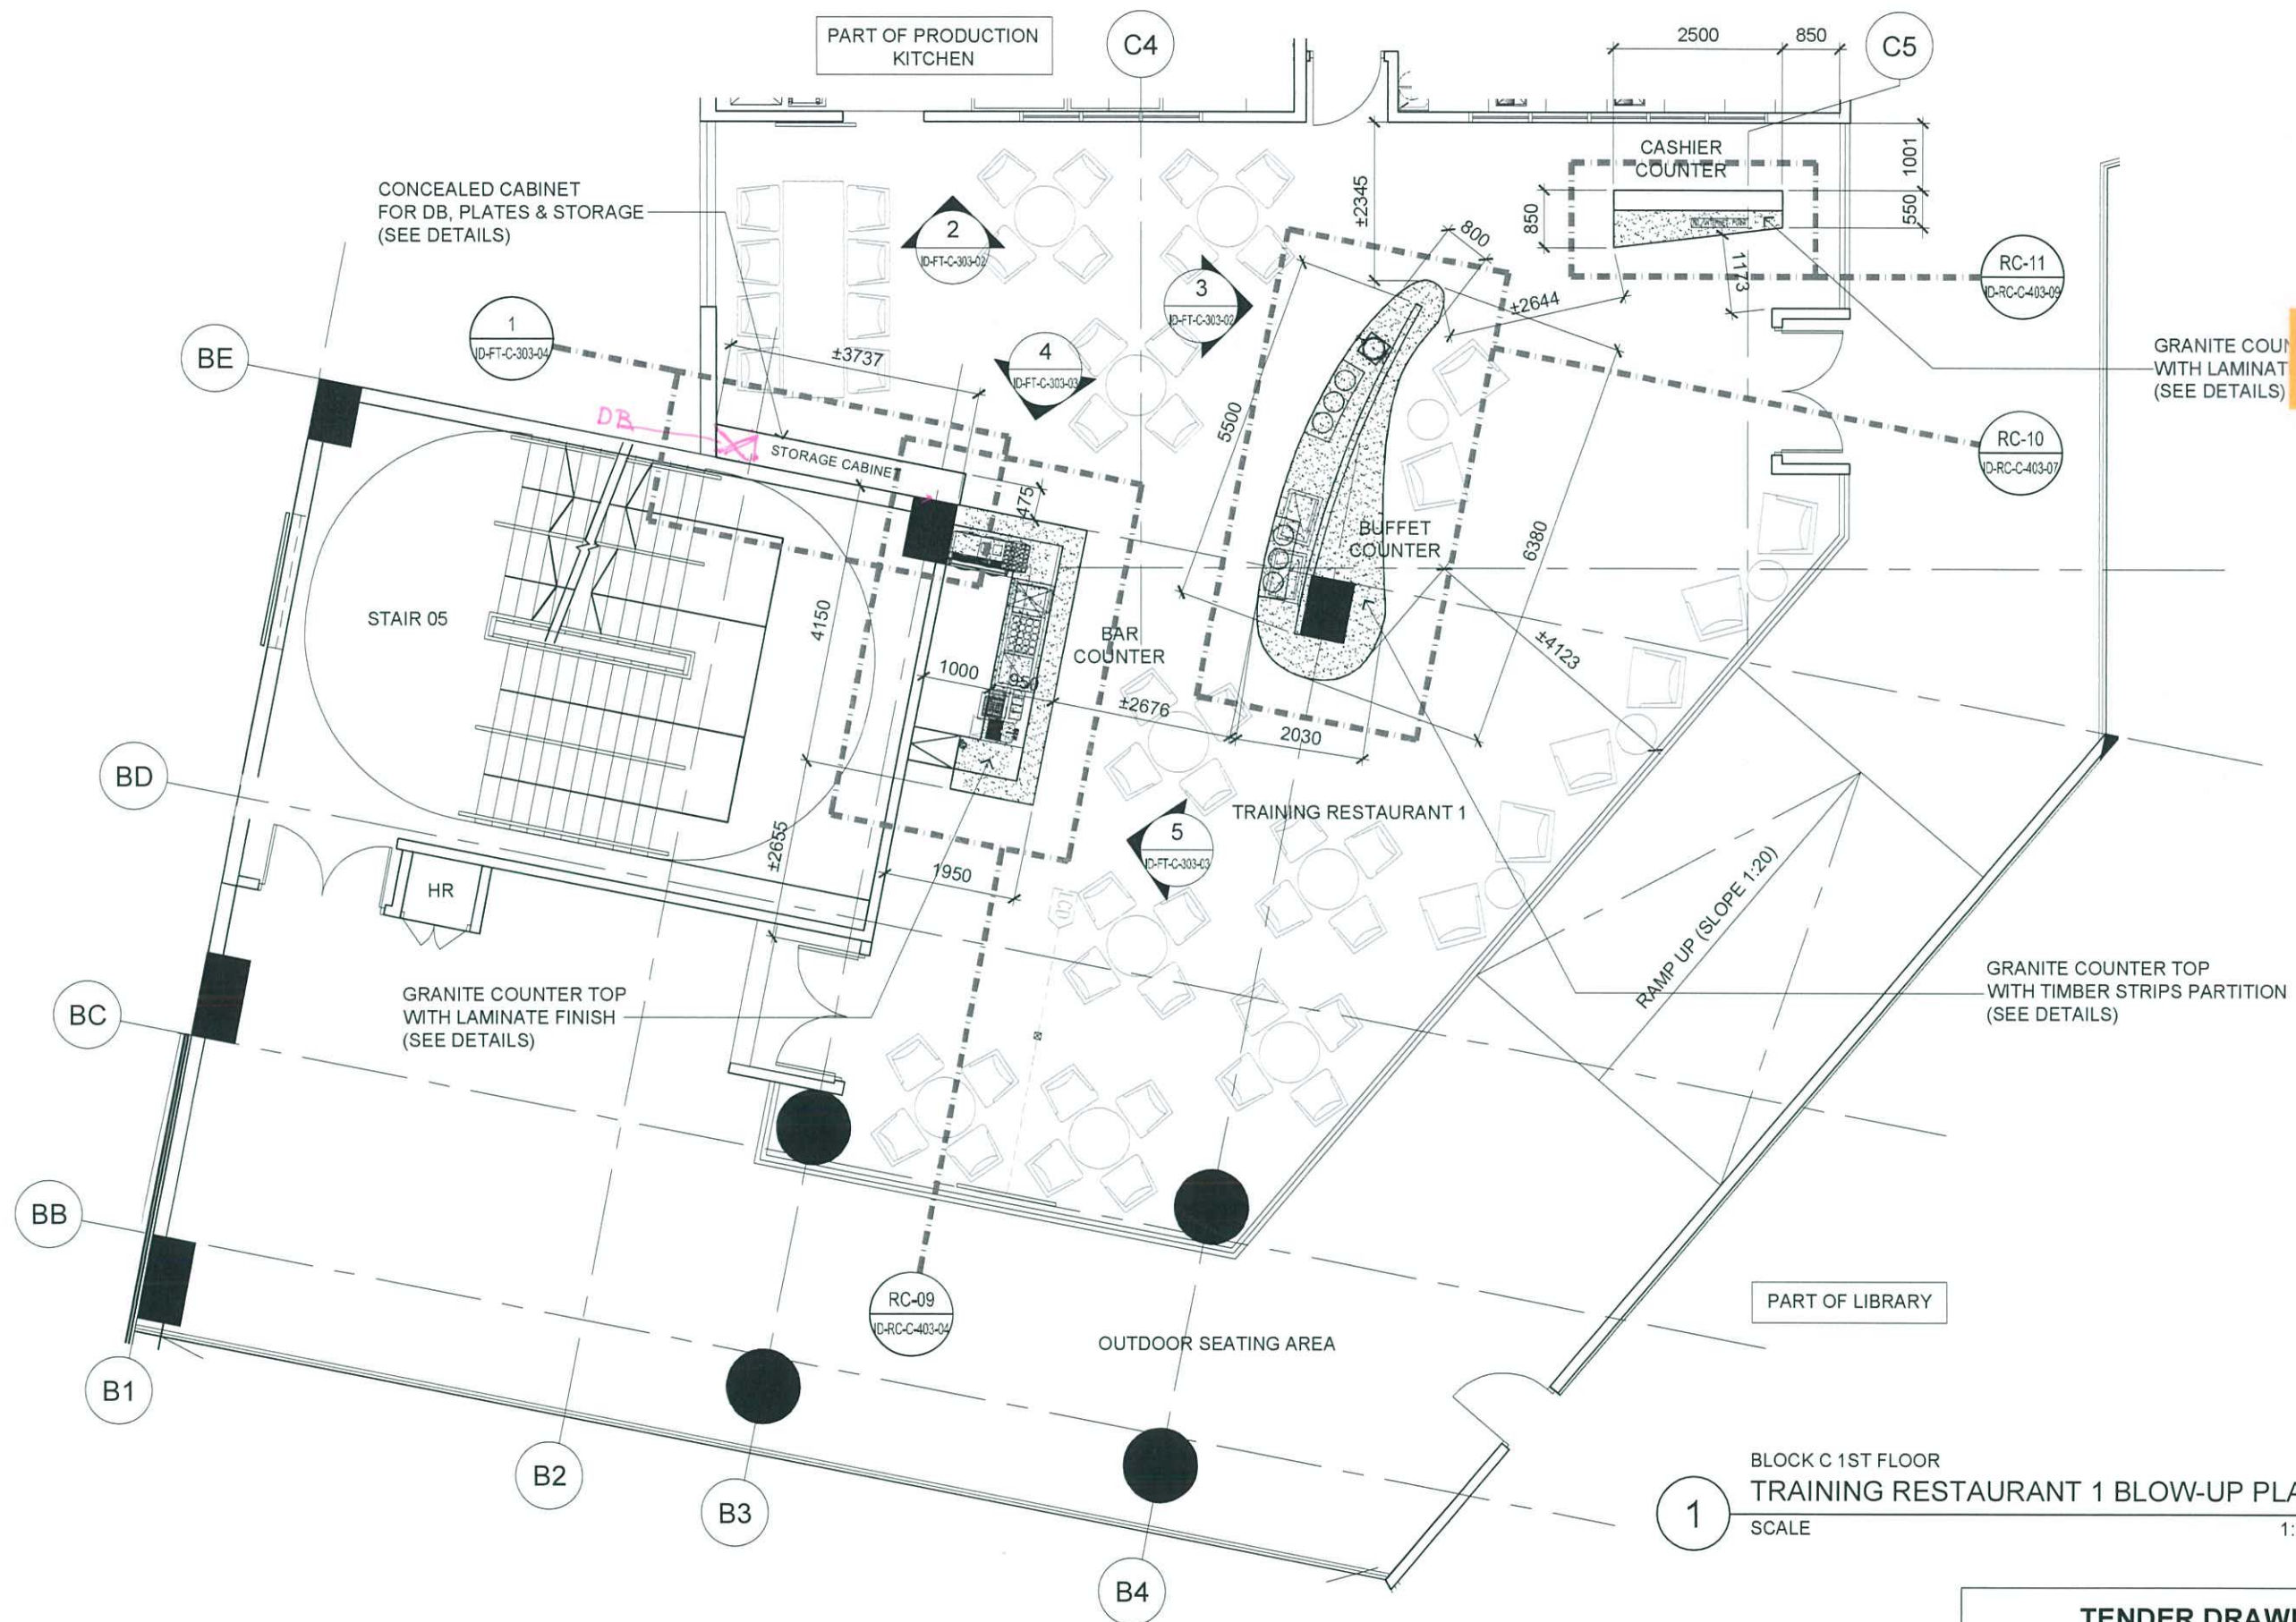 PART OF PRODUCTION
KITCHEN
C4
2500
850
C5
CASHIER
COUNTER
1001
550
850
±2345
800
1173
±2644
RC-11
ID-RC-C-403-09
CONCEALED CABINET
FOR DB, PLATES & STORAGE
(SEE DETAILS)
2
ID-FT-C-303-02
3
ID-FT-C-303-02
1
ID-FT-C-303-04
4
ID-FT-C-303-03
±3737
BE
GRANITE COUN
WITH LAMINAT
(SEE DETAILS)
DB
STORAGE CABINET
5500
RC-10
ID-RC-C-403-07
475
BUFFET
COUNTER
6380
STAIR 05
4150
BAR
COUNTER
±4123
1000
950
±2676
2030
BD
TRAINING RESTAURANT 1
5
ID-FT-C-303-03
±2655
1950
HR
LCD
RAMP UP (SLOPE 1:20)
GRANITE COUNTER TOP
WITH TIMBER STRIPS PARTITION
(SEE DETAILS)
BC
GRANITE COUNTER TOP
WITH LAMINATE FINISH
(SEE DETAILS)
BB
RC-09
ID-RC-C-403-04
PART OF LIBRARY
OUTDOOR SEATING AREA
B1
B2
B3
B4
BLOCK C 1ST FLOOR
1
TRAINING RESTAURANT 1 BLOW-UP PLA
SCALE
1:
TENDER DRAW